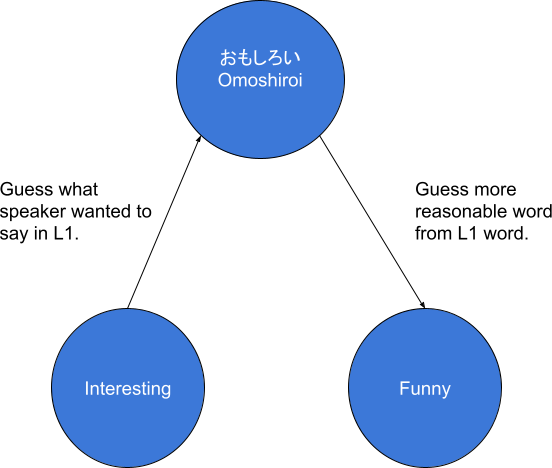 おもしろい
Omoshiroi
Guess what
speaker wanted to
say in L1.
Guess more
reasonable word
from L1 word.
Interesting
Funny